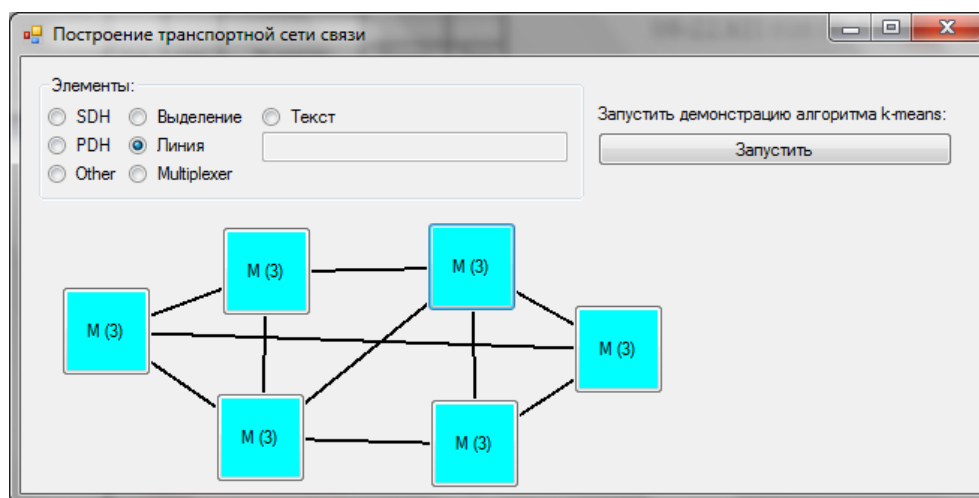 Построение транспортной сети связи
Элементы:
SDH Выделение Текст
PDH Линия
Other Multiplexer
Запустить демонстрацию алгоритма k-means:
Запустить
M (3)
M (3)
M (3)
M (3)
M (3)
M (3)